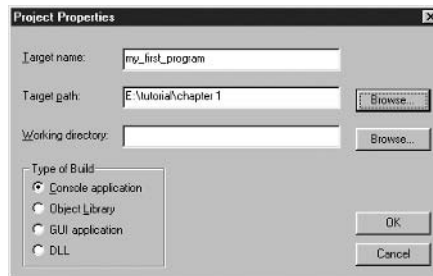 Project Properties
Target name:
my_first_program
Target path:
E:\tutorial\chapter 1
Browse...
Working directory:
Browse...
Type of Build
Console application
Object Library
GUI application
DLL
OK
Cancel